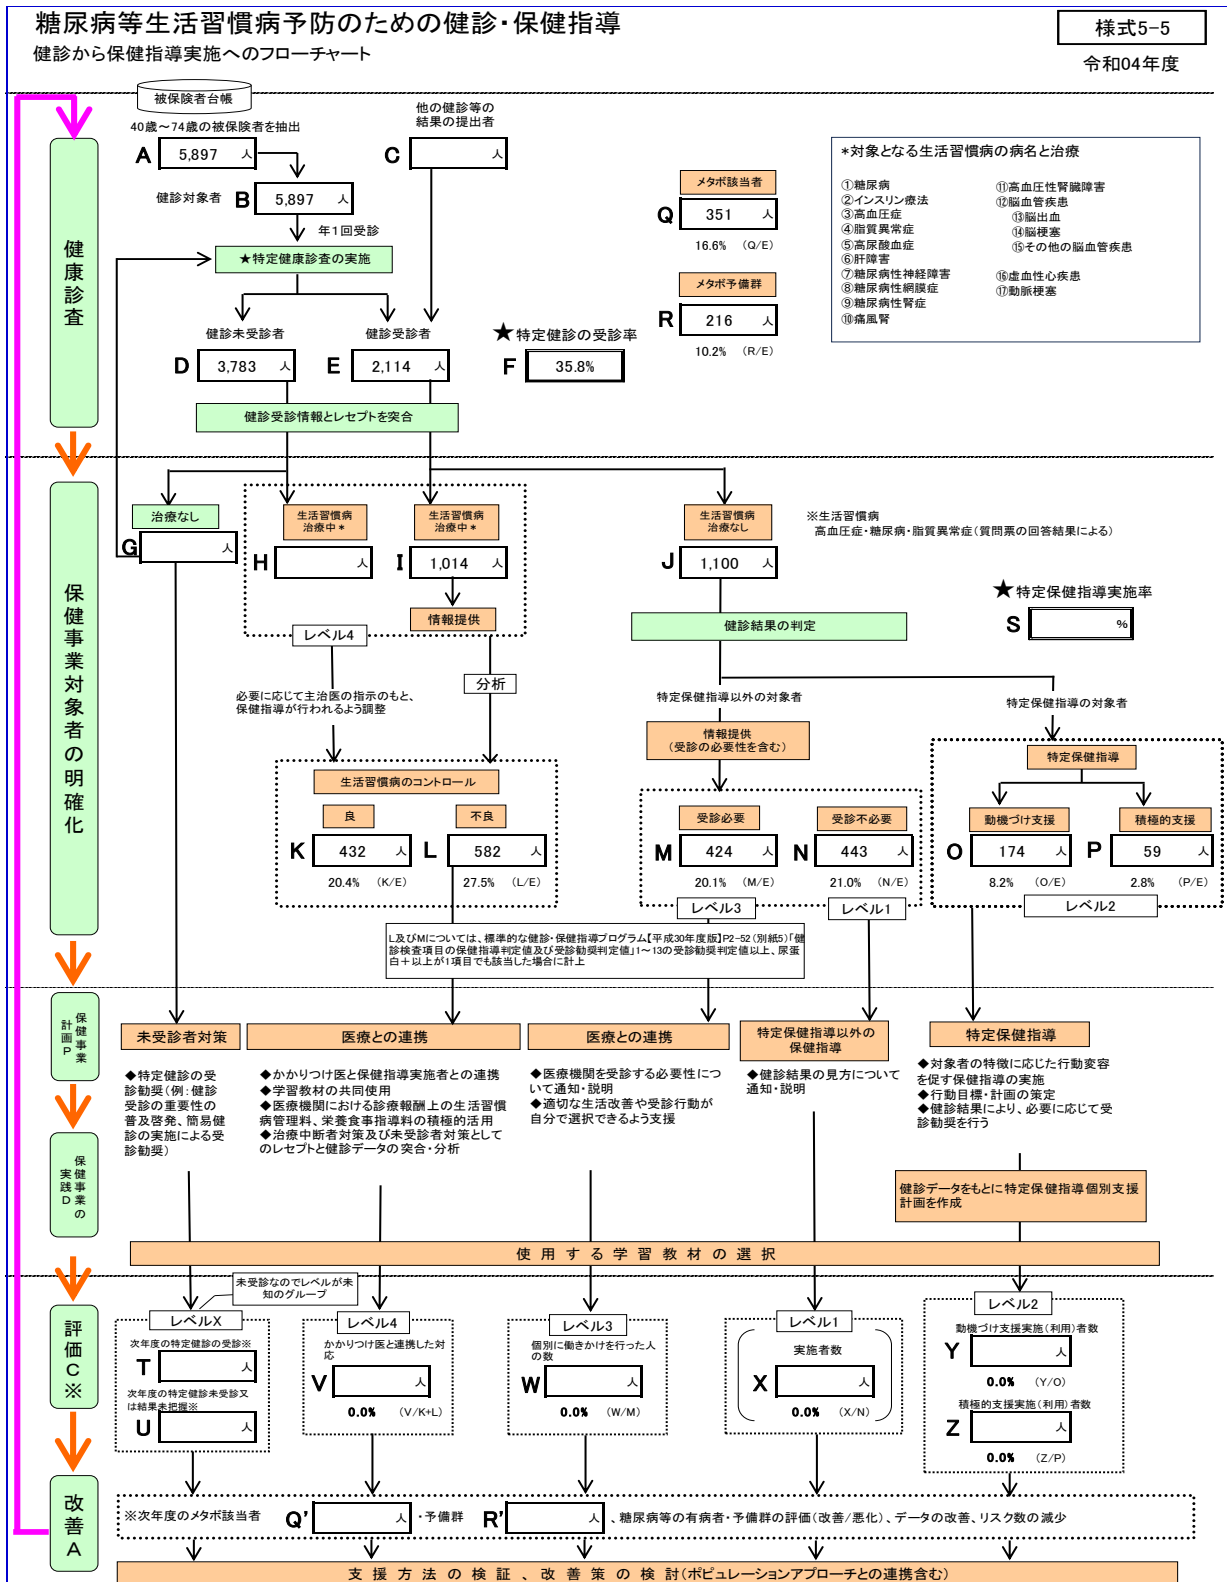 糖尿病等生活習慣病予防のための健診・保健指導
様式5-5
健診から保健指導実施へのフローチャート
令和04年度
被保険者台帳
40歳～74歳の被保険者を抽出
他の健診等の
結果の提出者
A 5,897 人
C 人
健診対象者 B 5,897 人
年1回受診
★特定健康診査の実施
健康診査
メタボ該当者
Q 351 人
16.6% (Q/E)
メタボ予備群
R 216 人
10.2% (R/E)
*対象となる生活習慣病の病名と治療
①糖尿病
②インスリン療法
③高血圧症
④脂質異常症
⑤高尿酸血症
⑥肝障害
⑦糖尿病性神経障害
⑧糖尿病性網膜症
⑨糖尿病性腎症
⑩痛風腎
⑪高血圧性腎臓障害
⑫脳血管疾患
⑬脳出血
⑭脳梗塞
⑮その他の脳血管疾患
⑯虚血性心疾患
⑰動脈梗塞
健診未受診者
健診受診者
★特定健診の受診率
D 3,783 人
E 2,114 人
F 35.8%
健診受診情報とレセプトを突合
保健事業対象者の明確化
治療なし
G 人
生活習慣病
治療中*
H 人
生活習慣病
治療中*
I 1,014 人
情報提供
レベル4
生活習慣病
治療なし
J 1,100 人
※生活習慣病
高血圧症・糖尿病・脂質異常症(質問票の回答結果による)
★特定保健指導実施率
S %
健診結果の判定
分析
必要に応じて主治医の指示のもと、
保健指導が行われるよう調整
特定保健指導以外の対象者
特定保健指導の対象者
情報提供
(受診の必要性を含む)
特定保健指導
生活習慣病のコントロール
良
不良
K 432 人
L 582 人
20.4% (K/E)
27.5% (L/E)
受診必要
受診不必要
M 424 人
N 443 人
20.1% (M/E)
21.0% (N/E)
レベル3
レベル1
動機づけ支援
積極的支援
O 174 人
P 59 人
8.2% (O/E)
2.8% (P/E)
レベル2
L及びMについては、標準的な健診・保健指導プログラム【平成30年度版】P2-52(別紙5)「健
診検査項目の保健指導判定値及び受診勧奨判定値」1～13の受診勧奨判定値以上、尿蛋
白＋以上が1項目でも該当した場合に計上
保健事業
計画P
未受診者対策
医療との連携
医療との連携
特定保健指導以外の
保健指導
特定保健指導
◆特定健診の受
診勧奨(例:健診
受診の重要性の
普及啓発、簡易健
診の実施による受
診勧奨)
◆かかりつけ医と保健指導実施者との連携
◆学習教材の共同使用
◆医療機関における診療報酬上の生活習慣
病管理料、栄養食事指導料の積極的活用
◆治療中断者対策及び未受診者対策として
のレセプトと健診データの突合・分析
◆医療機関を受診する必要性につ
いて通知・説明
◆適切な生活改善や受診行動が
自分で選択できるよう支援
◆健診結果の見方について
通知・説明
◆対象者の特徴に応じた行動変容
を促す保健指導の実施
◆行動目標・計画の策定
◆健診結果により、必要に応じて受
診勧奨を行う
保健事業の
実践D
健診データをもとに特定保健指導個別支援
計画を作成
使用する学習教材の選択
未受診なのでレベルが未
知のグループ
評価C※
レベルX
次年度の特定健診の受診※
T 人
次年度の特定健診未受診又
は結果未把握※
U 人
レベル4
かかりつけ医と連携した対
応
V 人
0.0% (V/K+L)
レベル3
個別に働きかけを行った人
の数
W 人
0.0% (W/M)
レベル1
実施者数
X 人
0.0% (X/N)
レベル2
動機づけ支援実施(利用)者数
Y 人
0.0% (Y/O)
積極的支援実施(利用)者数
Z 人
0.0% (Z/P)
改善A
※次年度のメタボ該当者 Q' 人 ・予備群 R' 人 、糖尿病等の有病者・予備群の評価(改善/悪化)、データの改善、リスク数の減少
支援方法の検証、改善策の検討(ポピュレーションアプローチとの連携含む)